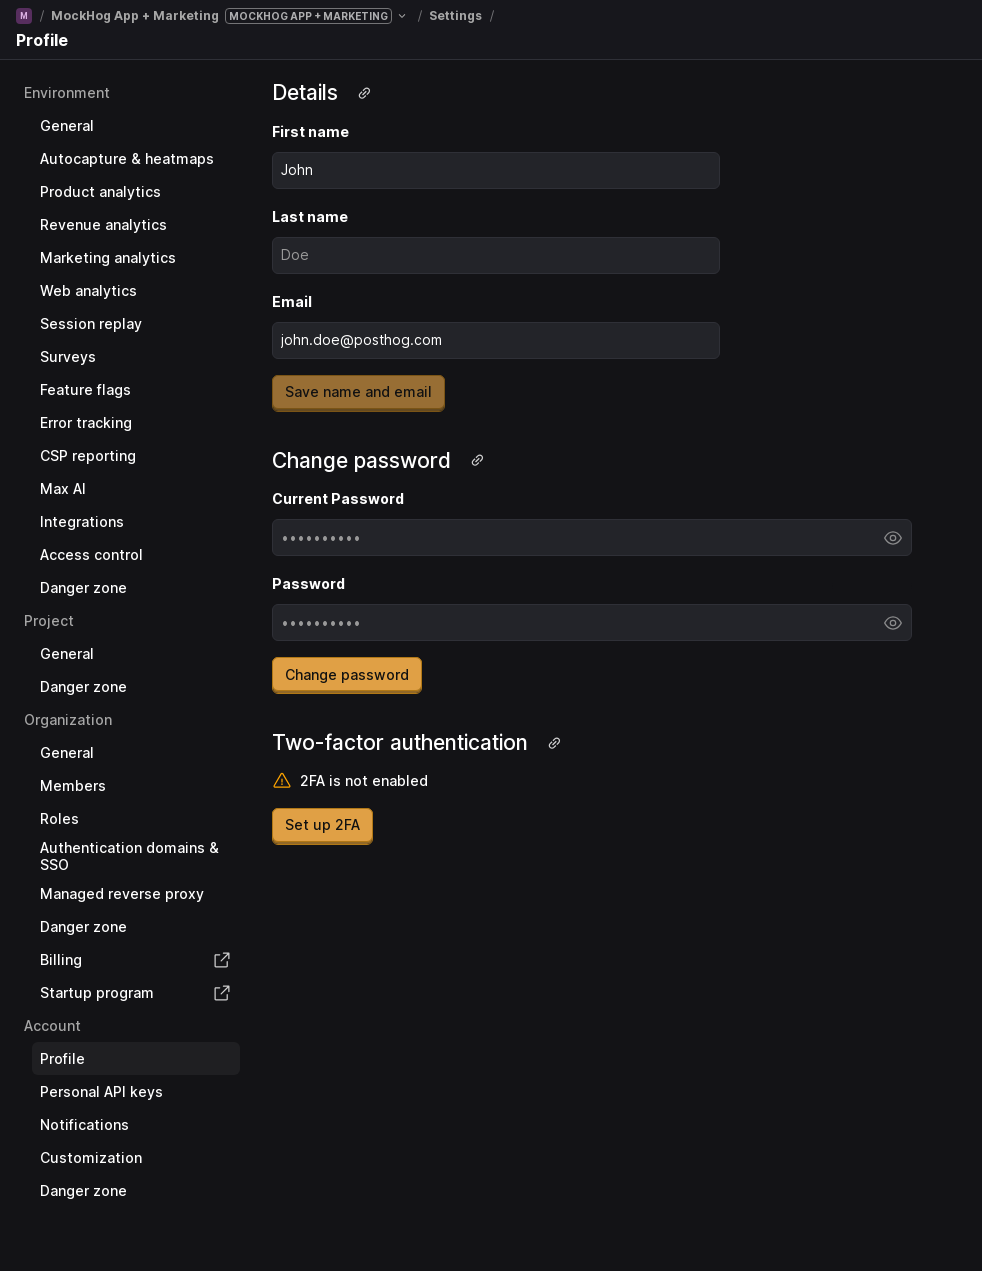 M / MockHog App + Marketing MOCKHOG APP + MARKETING / Settings /
Profile
Environment
General
Autocapture & heatmaps
Product analytics
Revenue analytics
Marketing analytics
Web analytics
Session replay
Surveys
Feature flags
Error tracking
CSP reporting
Max AI
Integrations
Access control
Danger zone
Project
General
Danger zone
Organization
General
Members
Roles
Authentication domains &
SSO
Managed reverse proxy
Danger zone
Billing
Startup program
Account
Profile
Personal API keys
Notifications
Customization
Danger zone
Details
First name
John
Last name
Doe
Email
john.doe@posthog.com
Save name and email
Change password
Current Password
••••••••••
Password
••••••••••
Change password
Two-factor authentication
2FA is not enabled
Set up 2FA